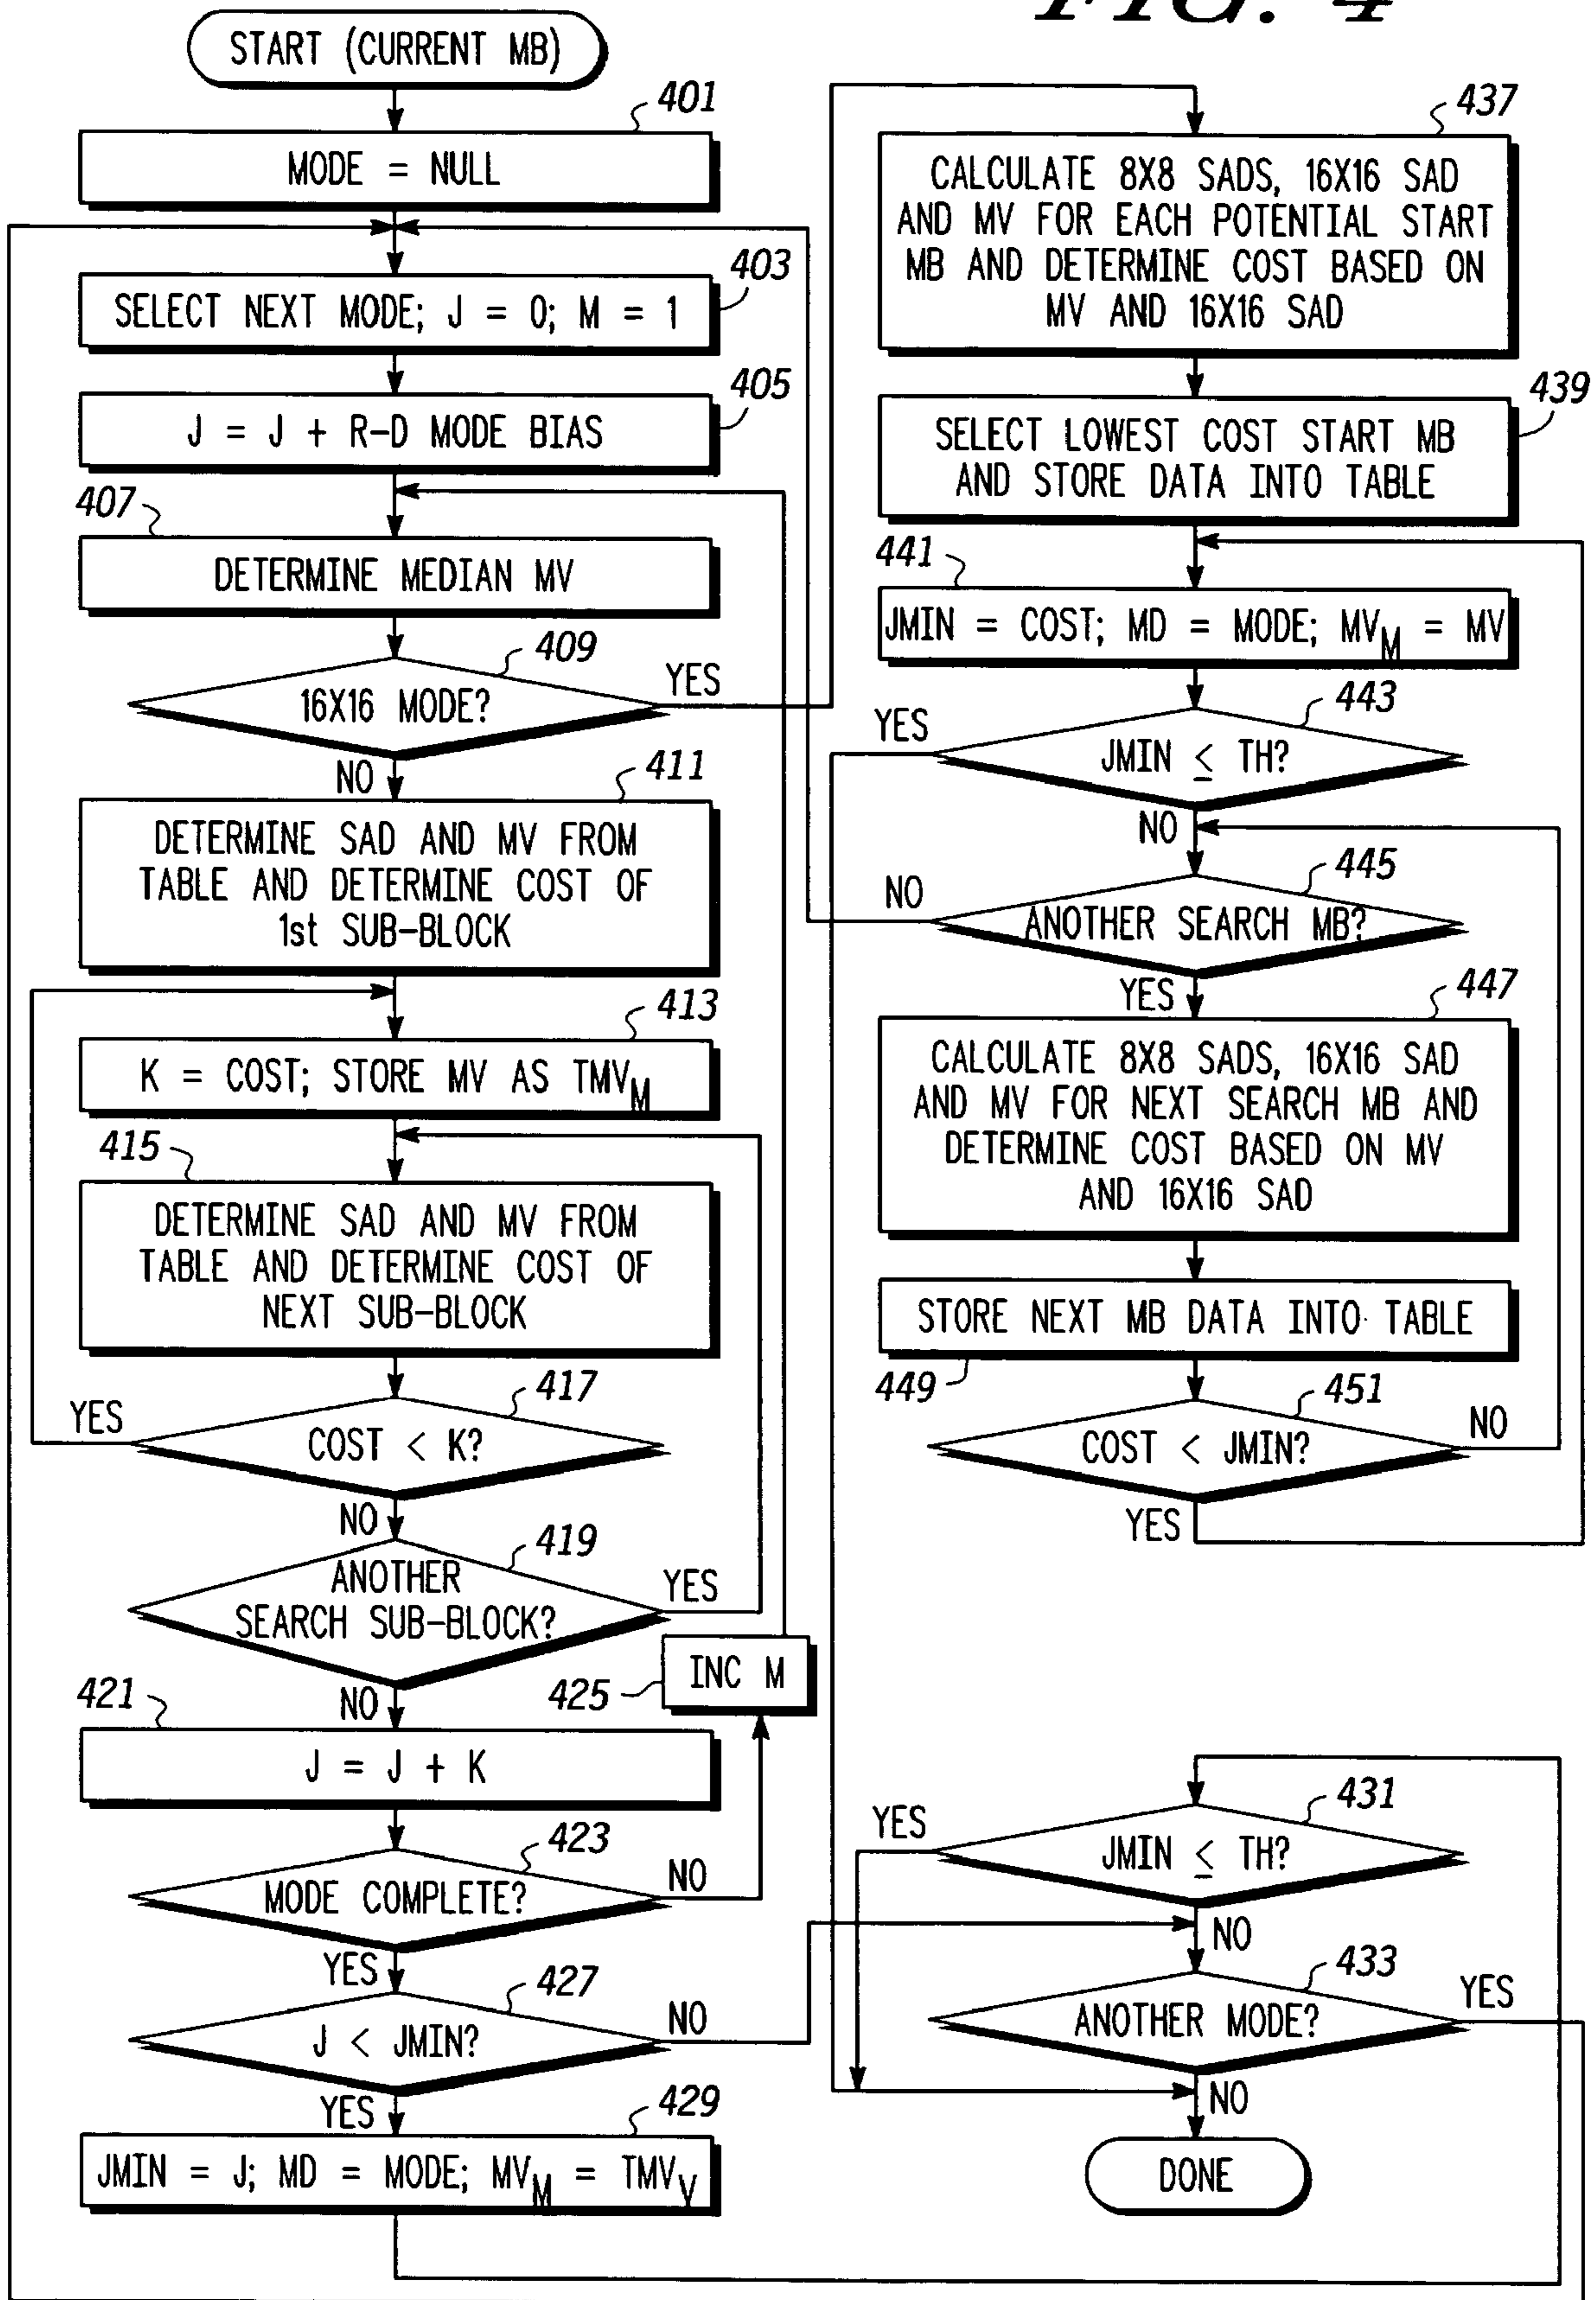 FIG. 4
START (CURRENT MB)
401
MODE = NULL
403
SELECT NEXT MODE; J = 0; M = 1
405
J = J + R-D MODE BIAS
407
DETERMINE MEDIAN MV
409
16X16 MODE?
YES
NO
411
DETERMINE SAD AND MV FROM
TABLE AND DETERMINE COST OF
1st SUB-BLOCK
413
K = COST; STORE MV AS TMVM
415
DETERMINE SAD AND MV FROM
TABLE AND DETERMINE COST OF
NEXT SUB-BLOCK
417
YES
COST < K?
NO
419
ANOTHER
SEARCH SUB-BLOCK?
YES
NO
425
INC M
421
J = J + K
423
MODE COMPLETE?
NO
YES
427
J < JMIN?
NO
YES
429
JMIN = J; MD = MODE; MVM = TMVV
437
CALCULATE 8X8 SADS, 16X16 SAD
AND MV FOR EACH POTENTIAL START
MB AND DETERMINE COST BASED ON
MV AND 16X16 SAD
439
SELECT LOWEST COST START MB
AND STORE DATA INTO TABLE
441
JMIN = COST; MD = MODE; MVM = MV
443
YES
JMIN ≤ TH?
NO
445
NO
ANOTHER SEARCH MB?
YES
447
CALCULATE 8X8 SADS, 16X16 SAD
AND MV FOR NEXT SEARCH MB AND
DETERMINE COST BASED ON MV
AND 16X16 SAD
STORE NEXT MB DATA INTO TABLE
449
451
COST < JMIN?
NO
YES
431
YES
JMIN ≤ TH?
NO
433
ANOTHER MODE?
YES
NO
DONE